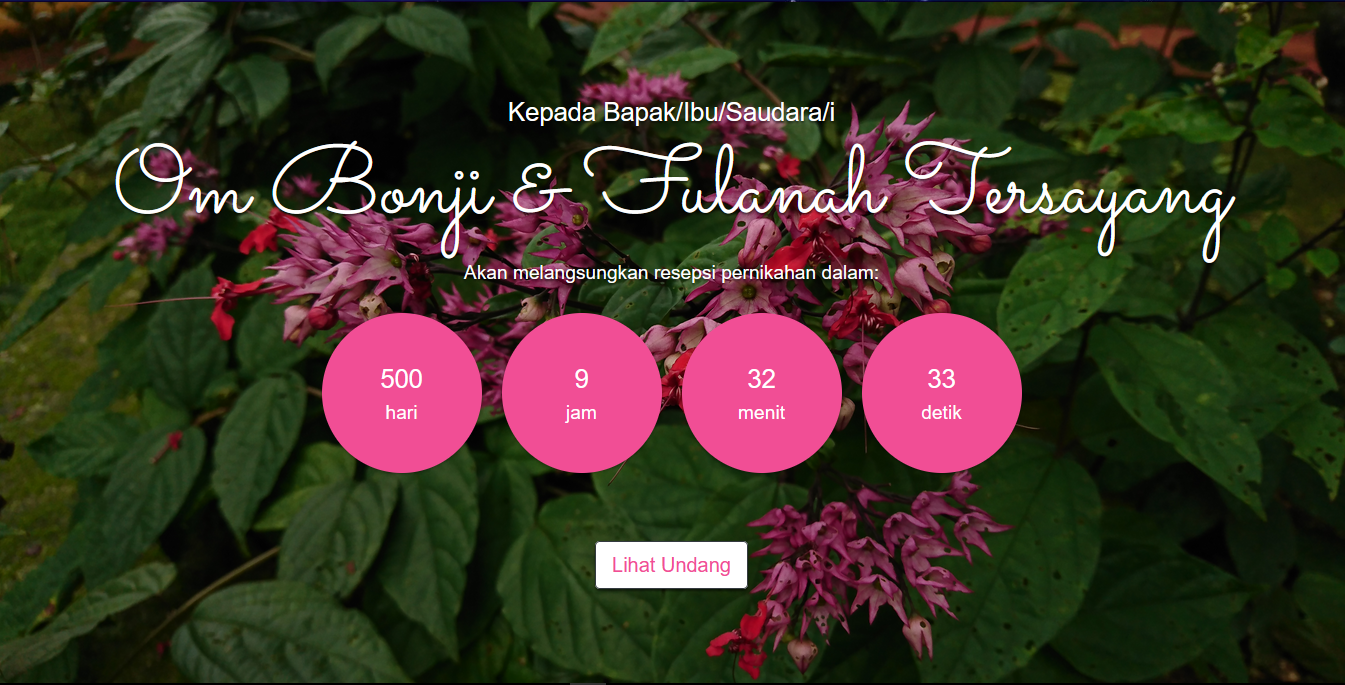 Kepada Bapak/Ibu/Saudara/i
Om Bonji & Fulanah Tersayang
Akan melangsungkan resepsi pernikahan dalam:
500 9 32 33
hari jam menit detik
Lihat Undang